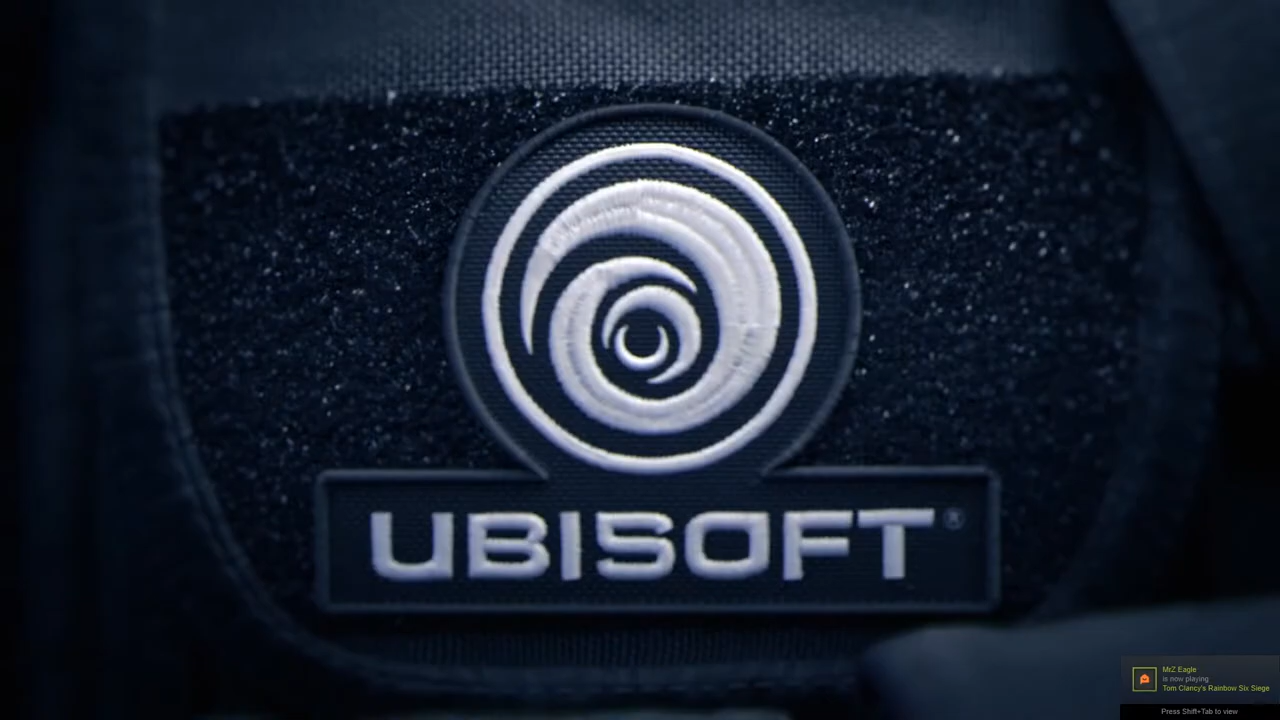 UBISOFT®
MrZ Eagle
is now playing
Tom Clancy's Rainbow Six Siege
Press Shift+Tab to view